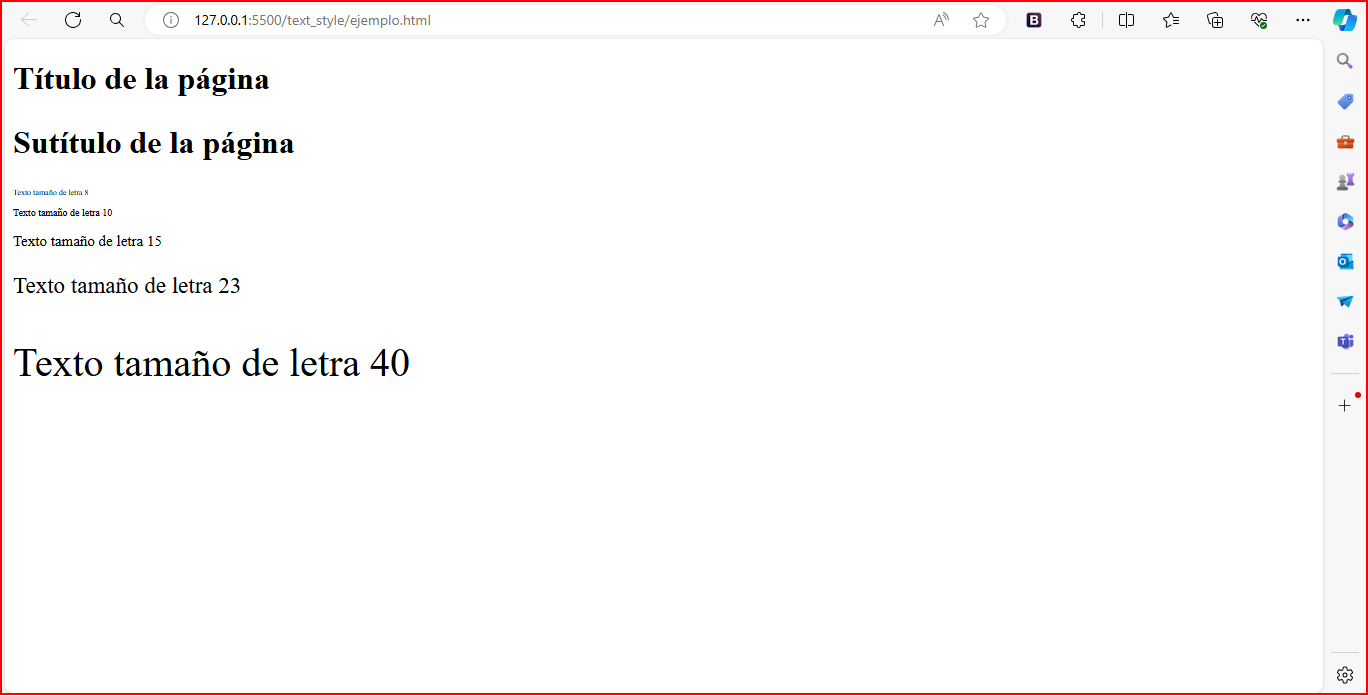 127.0.0.1:5500/text_style/ejemplo.html
Título de la página
Sutítulo de la página
Texto tamaño de letra 8
Texto tamaño de letra 10
Texto tamaño de letra 15
Texto tamaño de letra 23
Texto tamaño de letra 40